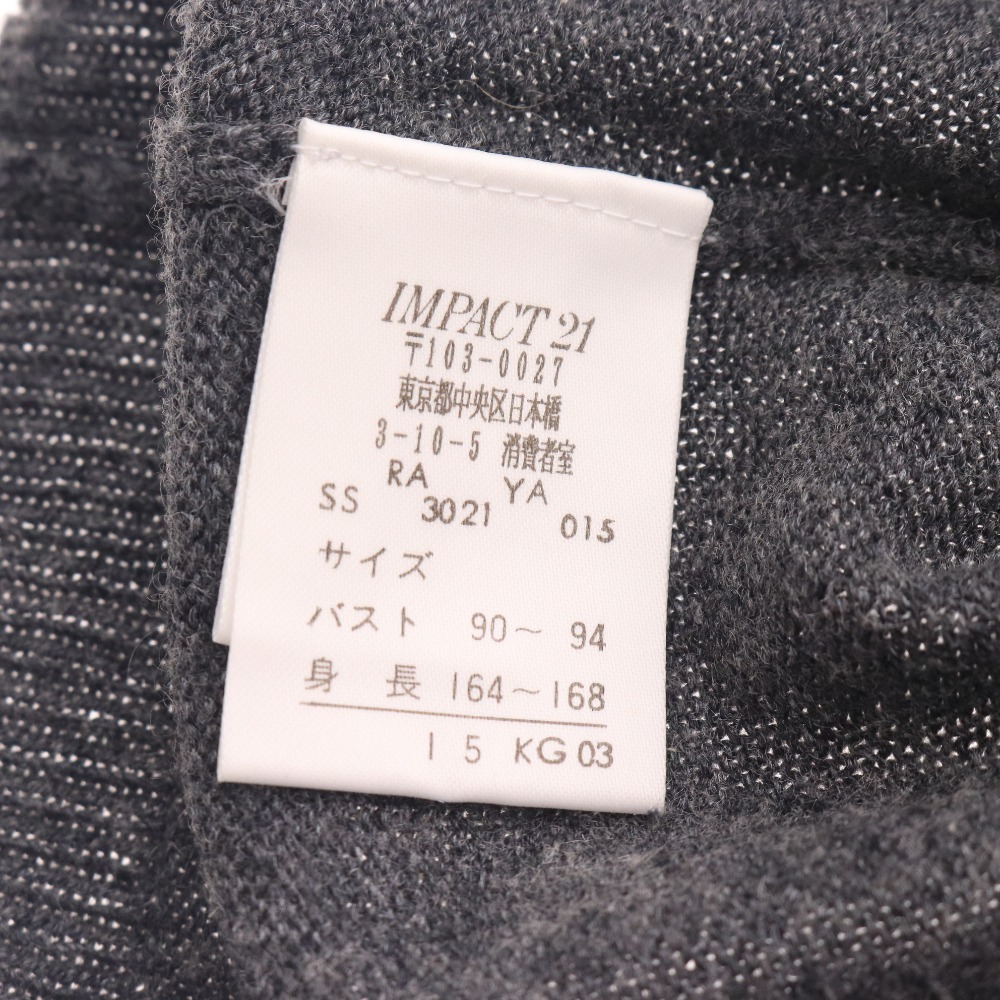 IMPACT 21
〒103-0027
東京都中央区日本橋
3-10-5 消費者室
RA YA
SS 3021 015
サイズ
バスト 90～ 94
身 長 164～168
15 KG 03